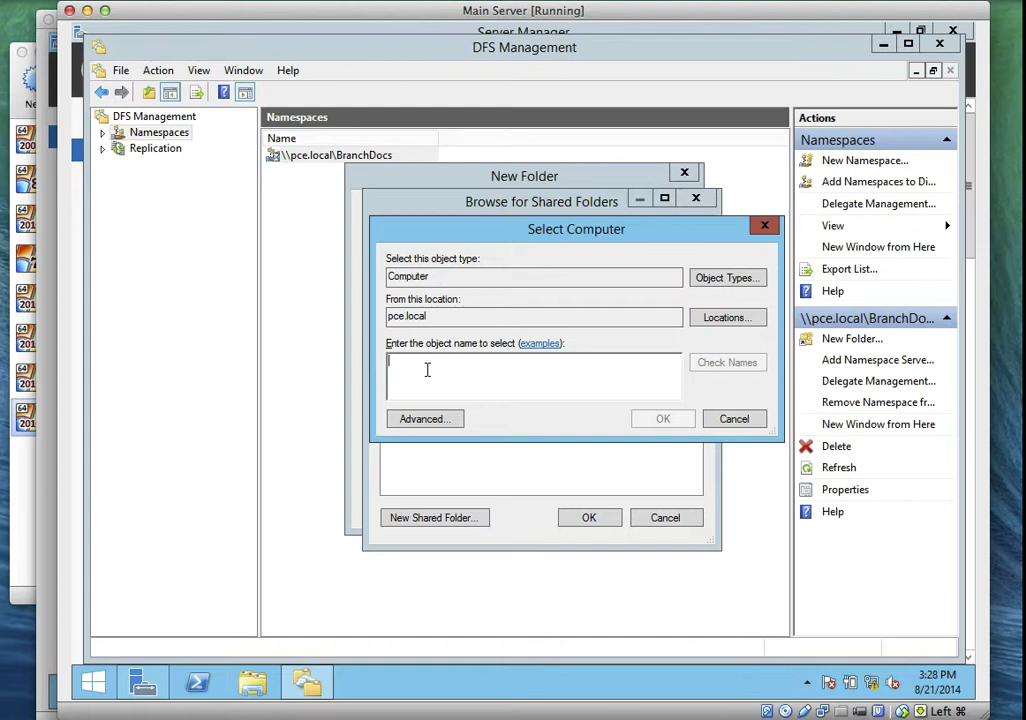 Main Server [Running]
Server Manager
DFS Management
File Action View Window Help
DFS Management
Namespaces
Replication
Namespaces
Name
\\pce.local\BranchDocs
New Folder
Browse for Shared Folders
Select Computer
Select this object type:
Computer
Object Types...
From this location:
pce.local
Locations...
Enter the object name to select (examples):
Check Names
Advanced...
OK
Cancel
New Shared Folder...
OK
Cancel
Actions
Namespaces
New Namespace...
Add Namespaces to Di...
Delegate Management...
View
New Window from Here
Export List...
Help
\\pce.local\BranchDo...
New Folder...
Add Namespace Serve...
Delegate Management...
Remove Namespace fr...
New Window from Here
Delete
Refresh
Properties
Help
3:28 PM
8/21/2014
Left ⌘